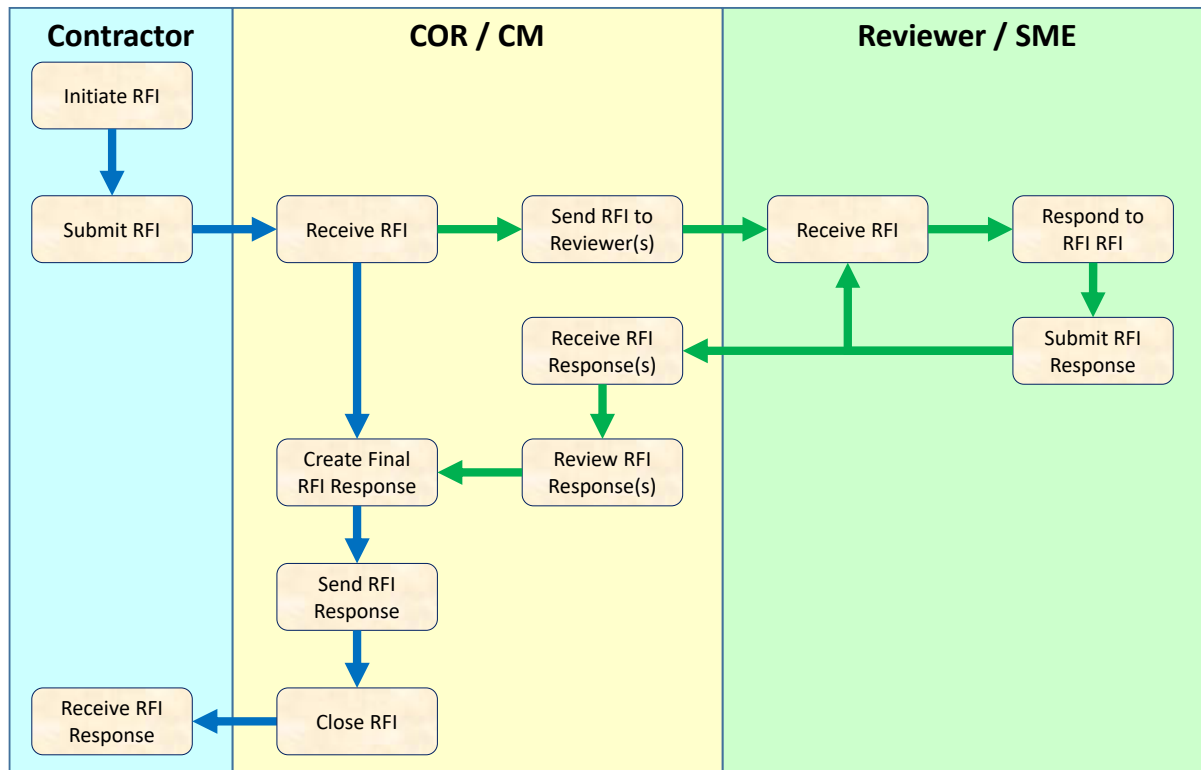 Contractor
COR / CM
Reviewer / SME
Initiate RFI
Submit RFI
Receive RFI
Send RFI to
Reviewer(s)
Receive RFI
Respond to
RFI RFI
Receive RFI
Response(s)
Submit RFI
Response
Create Final
RFI Response
Review RFI
Response(s)
Send RFI
Response
Receive RFI
Response
Close RFI